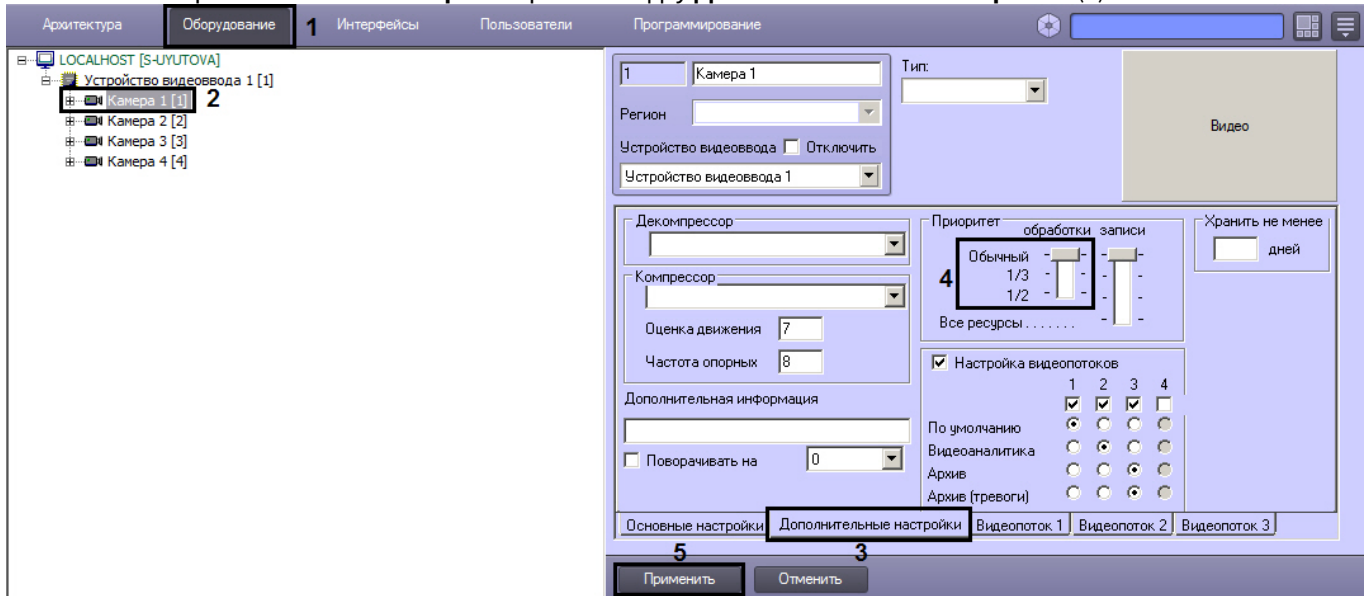 Архитектура Оборудование 1 Интерфейсы Пользователи Программирование
LOCALHOST [S-UYUTOVA]
Устройство видеоввода 1 [1]
Камера 1 [1] 2
Камера 2 [2]
Камера 3 [3]
Камера 4 [4]
1 Камера 1
Тип:
Регион
Видео
Устройство видеоввода Отключить
Устройство видеоввода 1
Декомпрессор
Компрессор
Оценка движения 7
Частота опорных 8
Дополнительная информация
Поворачивать на 0
Приоритет
обработки записи
Обычный
4 1/3
1/2
Все ресурсы . . . . . . .
Хранить не менее
дней
Настройка видеопотоков
1 2 3 4
По умолчанию
Видеоаналитика
Архив
Архив (тревоги)
Основные настройки Дополнительные настройки Видеопоток 1 Видеопоток 2 Видеопоток 3
5 3
Применить Отменить